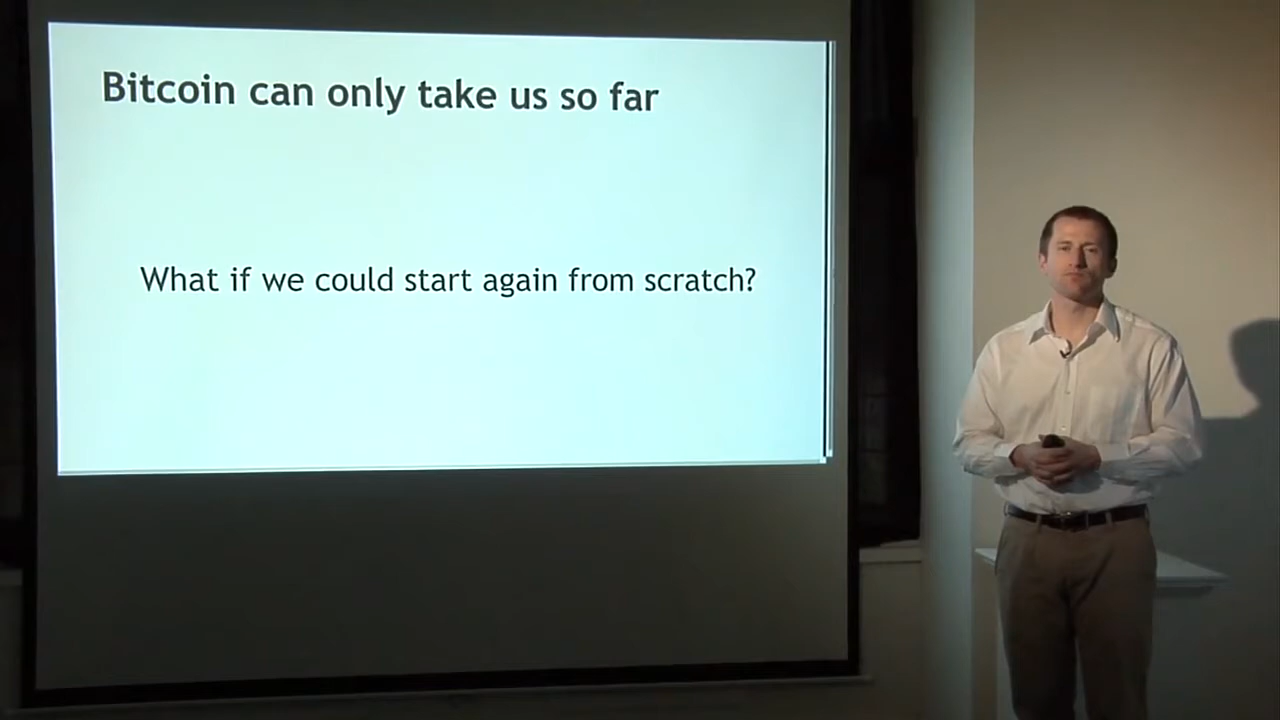 Bitcoin can only take us so far
What if we could start again from scratch?